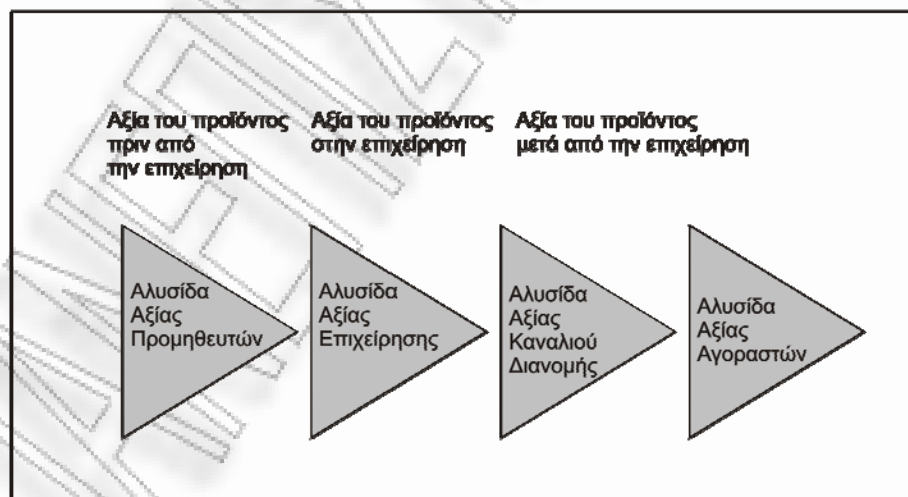 Αξία του προϊόντος
πριν από
την επιχείρηση
Αξία του προϊόντος
στην επιχείρηση
Αξία του προϊόντος
μετά από την επιχείρηση
Αλυσίδα
Αξίας
Προμηθευτών
Αλυσίδα
Αξίας
Επιχείρησης
Αλυσίδα
Αξίας
Καναλιού
Διανομής
Αλυσίδα
Αξίας
Αγοραστών